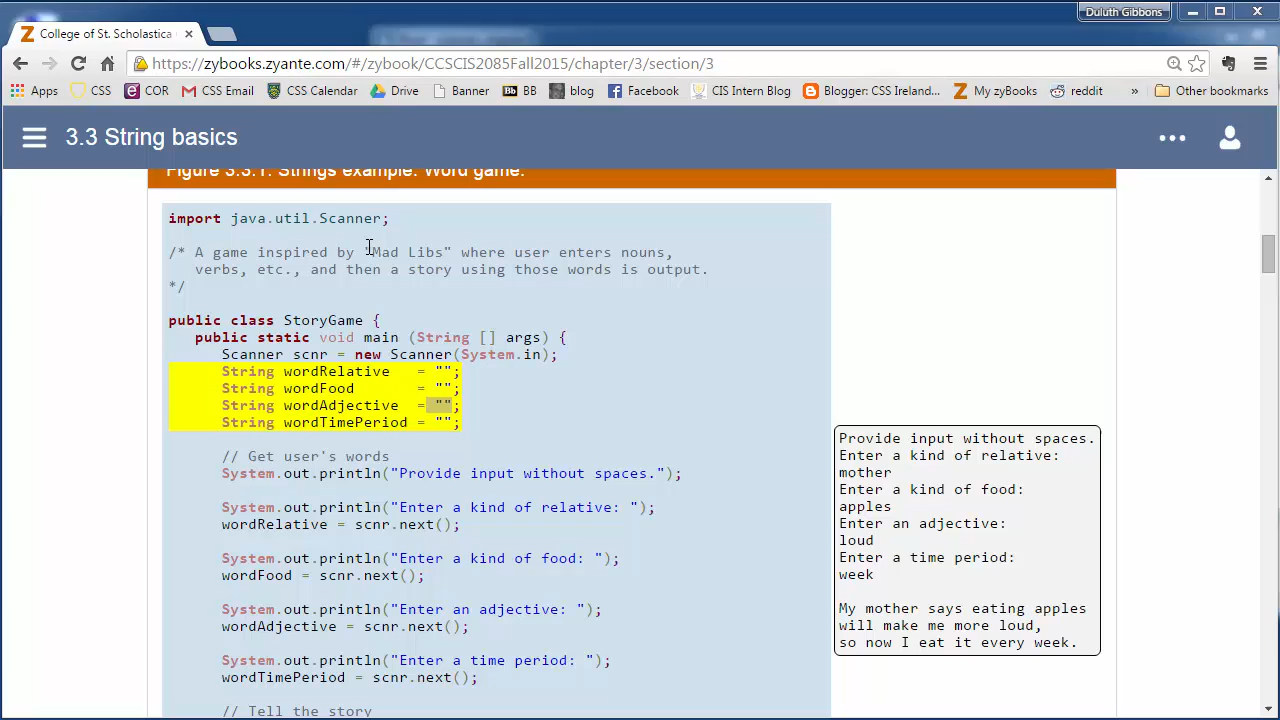 Duluth Gibbons
College of St. Scholastica
https://zybooks.zyante.com/#/zybook/CCSCIS2085Fall2015/chapter/3/section/3
Apps CSS COR CSS Email CSS Calendar Drive Banner BB blog Facebook CIS Intern Blog Blogger: CSS Ireland... My zyBooks reddit » Other bookmarks
3.3 String basics
Figure 3.3.1: Strings example: Word game.
import java.util.Scanner;
/* A game inspired by "Mad Libs" where user enters nouns,
verbs, etc., and then a story using those words is output.
*/
public class StoryGame {
public static void main (String [] args) {
Scanner scnr = new Scanner(System.in);
String wordRelative = "";
String wordFood = "";
String wordAdjective = "";
String wordTimePeriod = "";
// Get user's words
System.out.println("Provide input without spaces.");
System.out.println("Enter a kind of relative: ");
wordRelative = scnr.next();
System.out.println("Enter a kind of food: ");
wordFood = scnr.next();
System.out.println("Enter an adjective: ");
wordAdjective = scnr.next();
System.out.println("Enter a time period: ");
wordTimePeriod = scnr.next();
// Tell the story
Provide input without spaces.
Enter a kind of relative:
mother
Enter a kind of food:
apples
Enter an adjective:
loud
Enter a time period:
week
My mother says eating apples
will make me more loud,
so now I eat it every week.